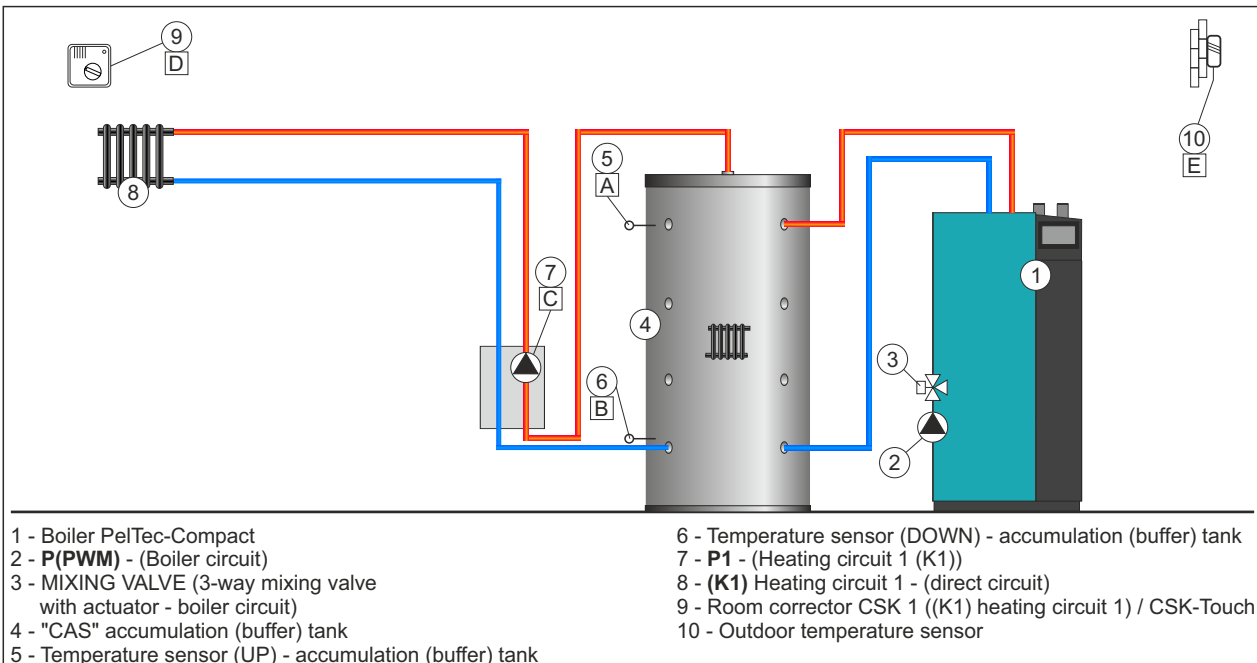 9
D
10
E
5
A
8
7
C
1
4
6
B
3
2
1 - Boiler PelTec-Compact
2 - P(PWM) - (Boiler circuit)
3 - MIXING VALVE (3-way mixing valve
with actuator - boiler circuit)
4 - "CAS" accumulation (buffer) tank
5 - Temperature sensor (UP) - accumulation (buffer) tank
6 - Temperature sensor (DOWN) - accumulation (buffer) tank
7 - P1 - (Heating circuit 1 (K1))
8 - (K1) Heating circuit 1 - (direct circuit)
9 - Room corrector CSK 1 ((K1) heating circuit 1) / CSK-Touch
10 - Outdoor temperature sensor